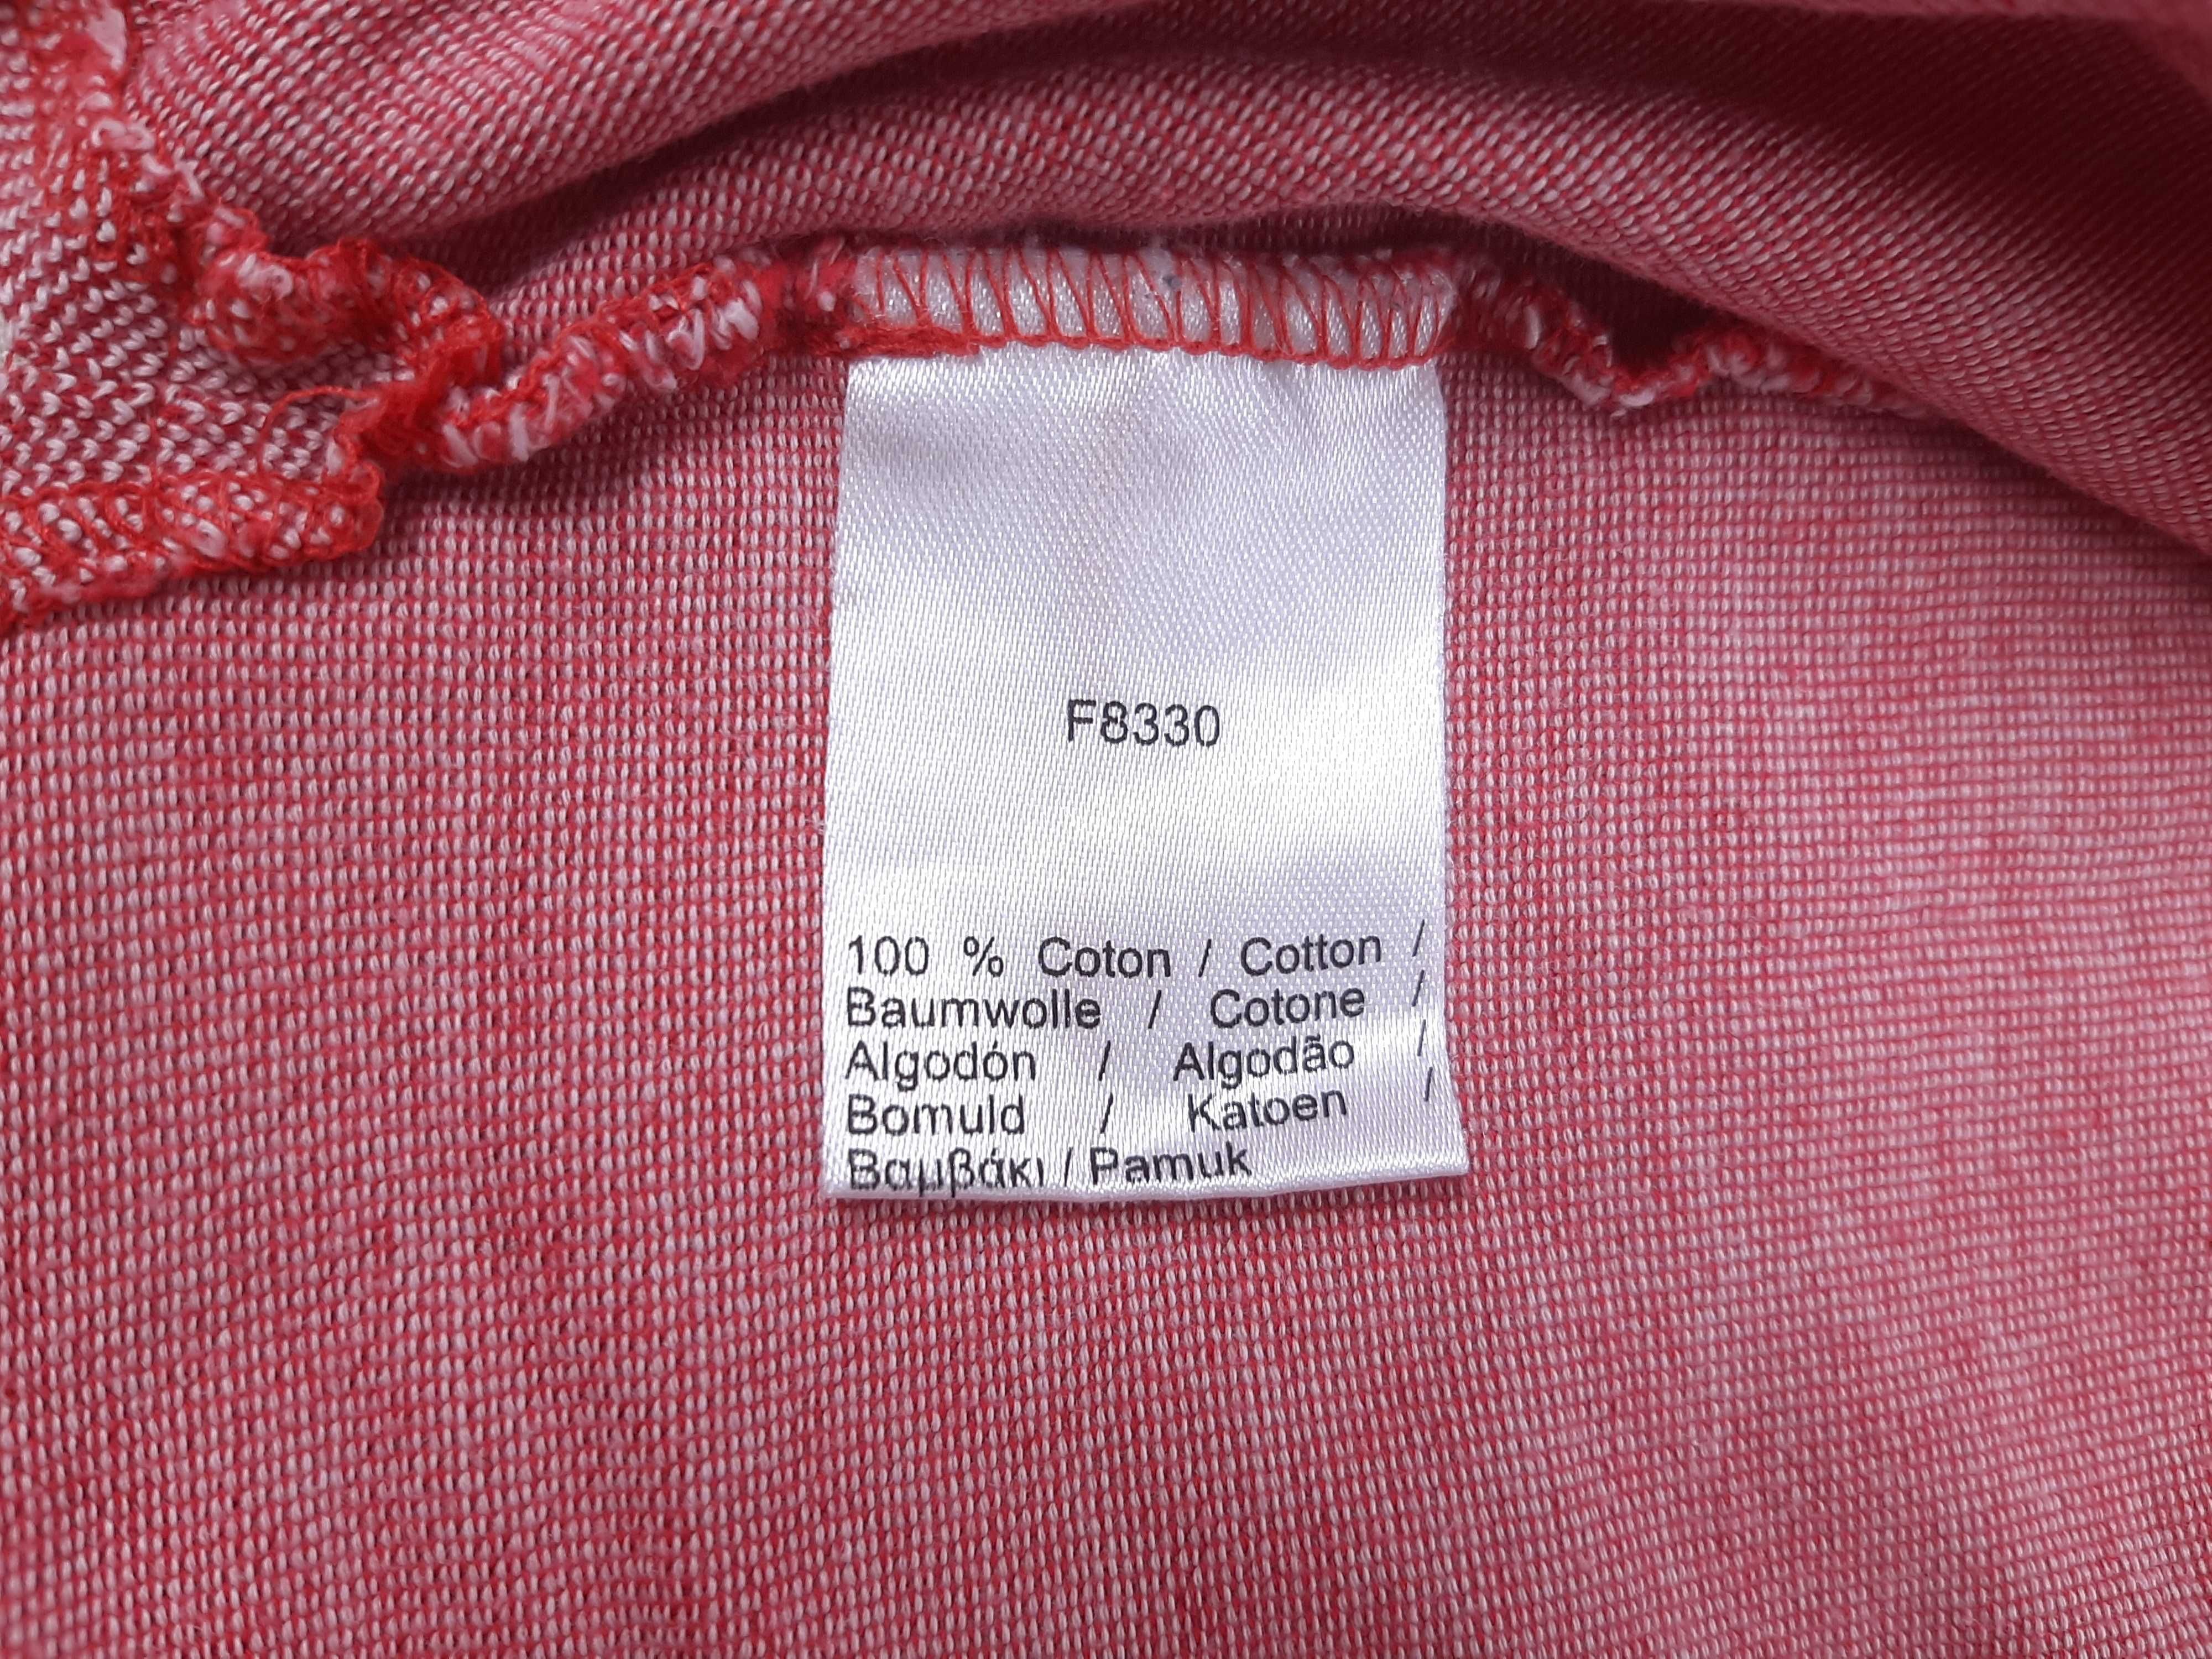 F8330
100 % Coton / Cotton /
Baumwolle / Cotone /
Algodón / Algodão /
Bomuld / Katoen /
Βαμβάκι / Pamuk